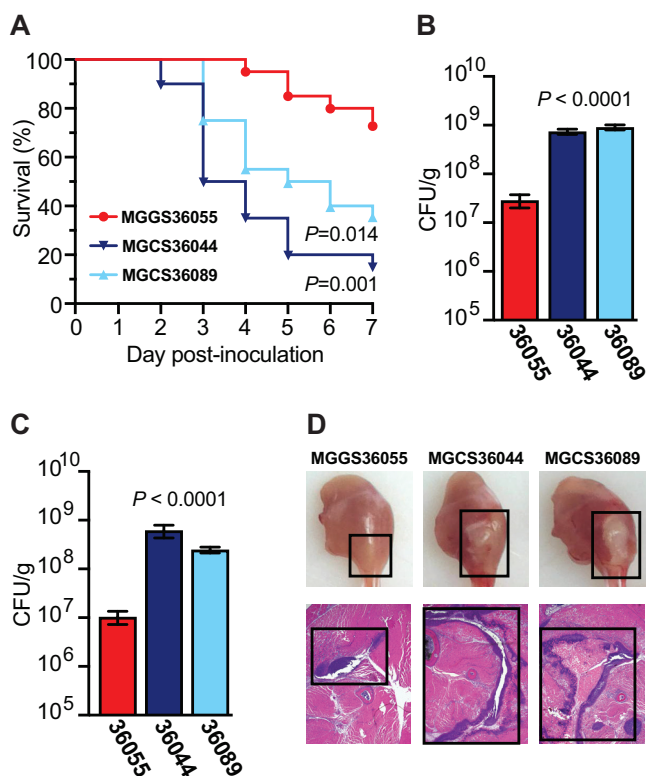 A
Survival (%)
100
80
60
40
20
0
MGGS36055
MGCS36044
MGCS36089
P=0.014
P=0.001
0 1 2 3 4 5 6 7
Day post-inoculation
B
CFU/g
10^10
10^9
10^8
10^7
10^6
10^5
P < 0.0001
36055
36044
36089
C
CFU/g
10^10
10^9
10^8
10^7
10^6
10^5
P < 0.0001
36055
36044
36089
D
MGGS36055 MGCS36044 MGCS36089